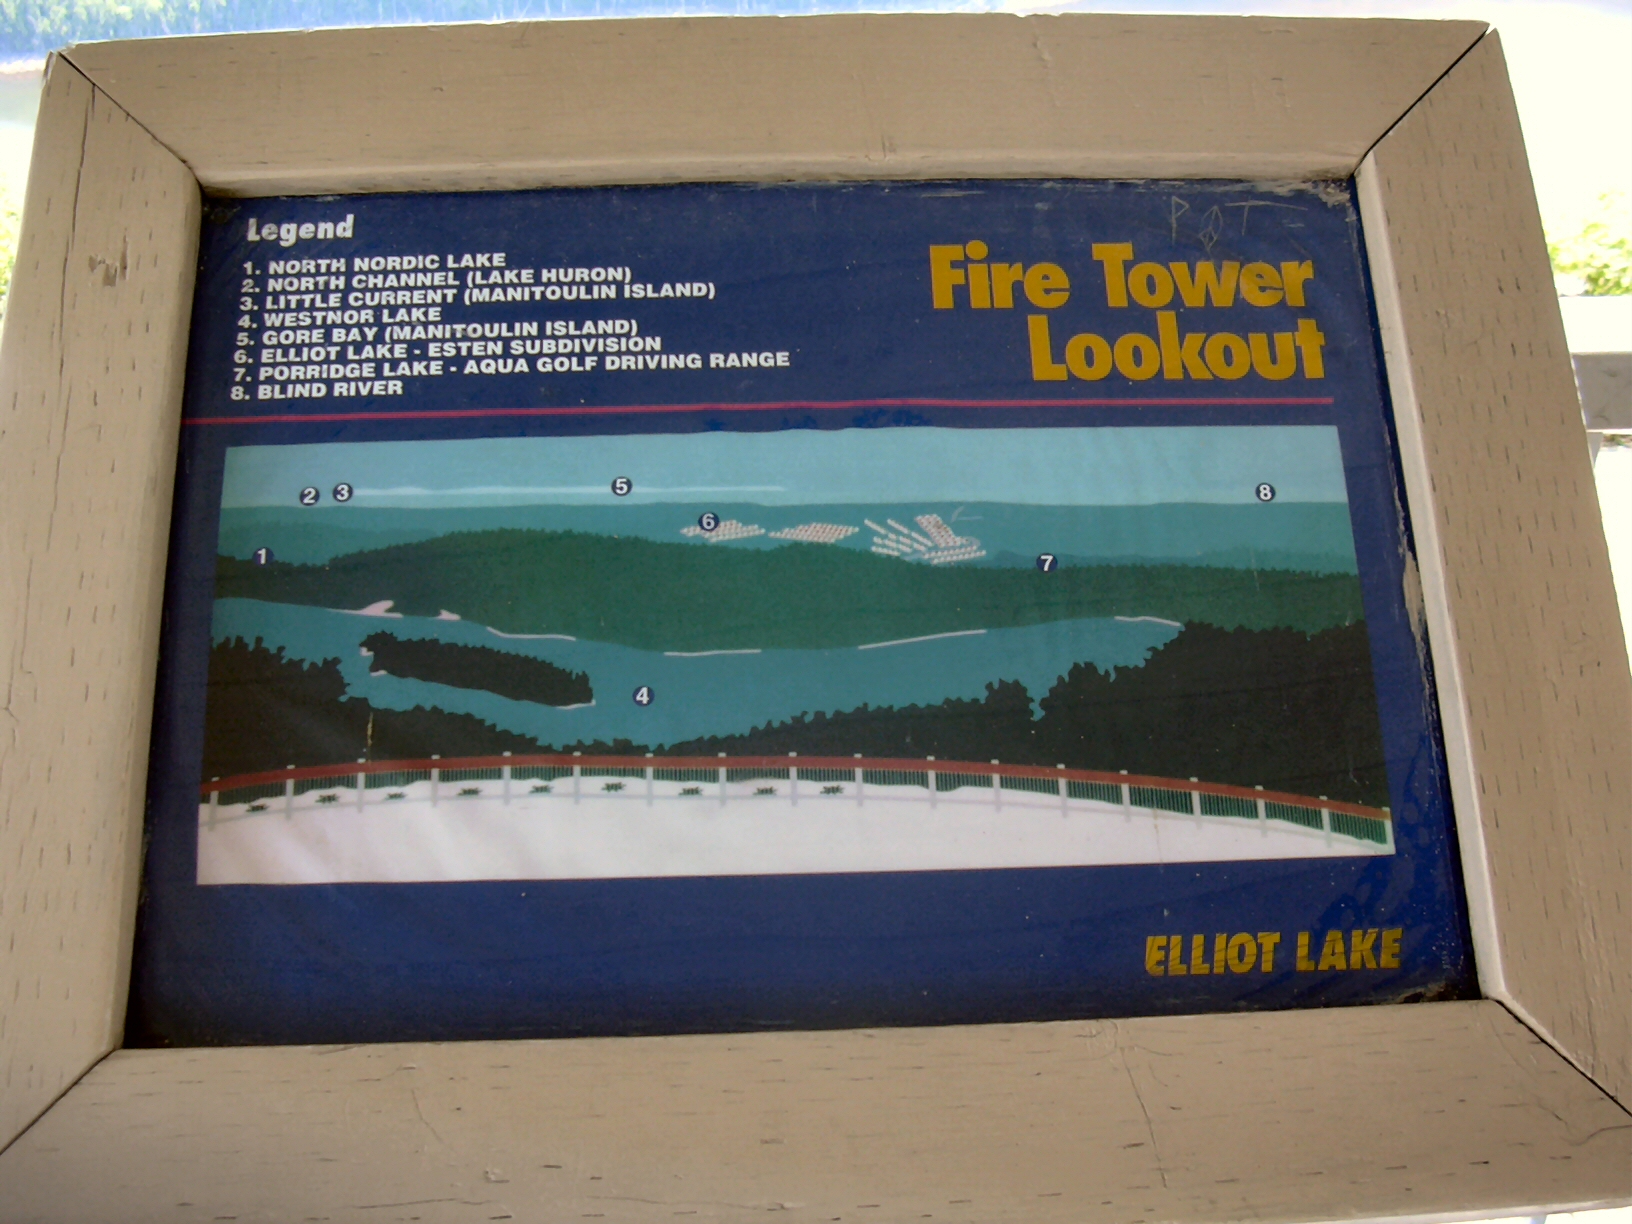 Legend
1. NORTH NORDIC LAKE
2. NORTH CHANNEL (LAKE HURON)
3. LITTLE CURRENT (MANITOULIN ISLAND)
4. WESTNOR LAKE
5. GORE BAY (MANITOULIN ISLAND)
6. ELLIOT LAKE - ESTEN SUBDIVISION
7. PORRIDGE LAKE - AQUA GOLF DRIVING RANGE
8. BLIND RIVER
Fire Tower
Lookout
2 3 5 8
6
1 7
4
ELLIOT LAKE